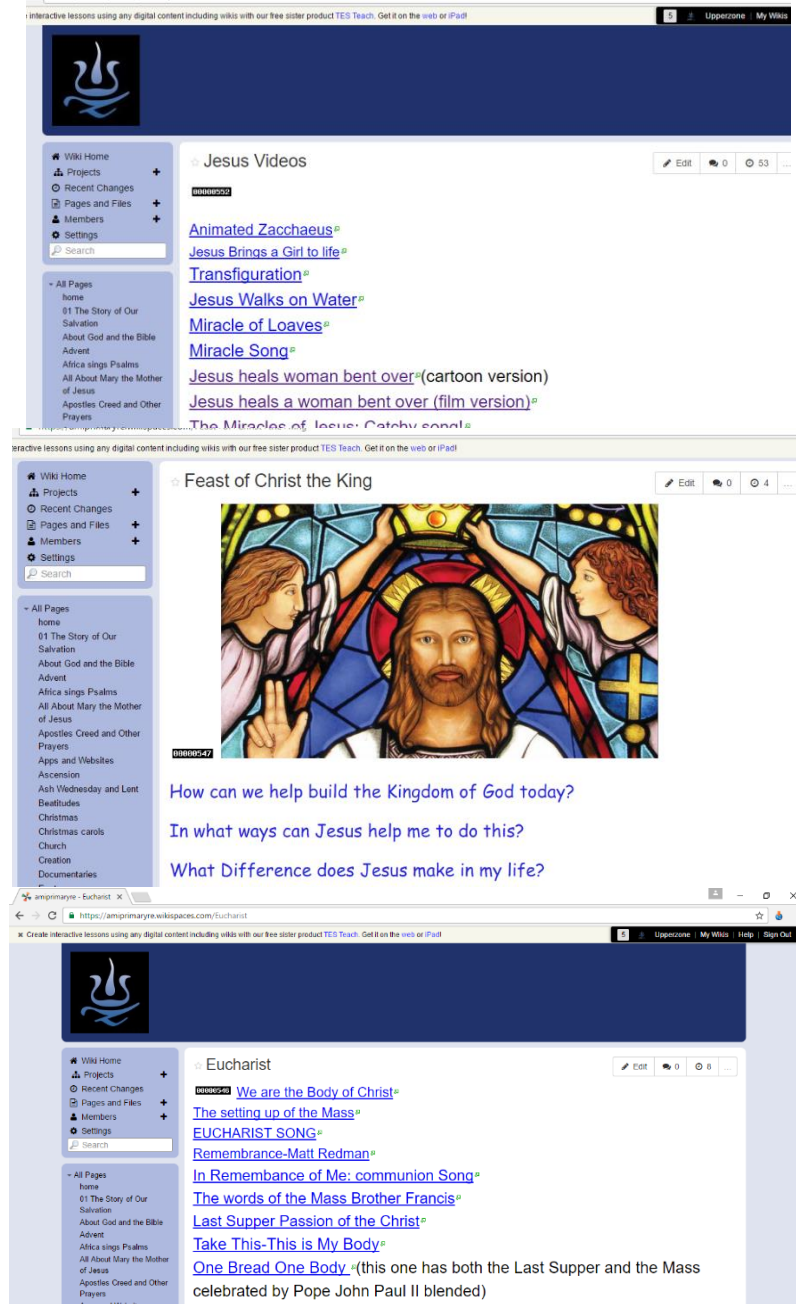 interactive lessons using any digital content including wikis with our free sister product TES Teach. Get it on the web or iPad!
5 Upperzone My Wikis
Wiki Home
Projects
Recent Changes
Pages and Files
Members
Settings
Search
All Pages
home
01 The Story of Our
Salvation
About God and the Bible
Advent
Africa sings Psalms
All About Mary the Mother
of Jesus
Apostles Creed and Other
Prayers
Jesus Videos
Edit 0 53 ...
00000552
Animated Zacchaeus
Jesus Brings a Girl to life
Transfiguration
Jesus Walks on Water
Miracle of Loaves
Miracle Song
Jesus heals woman bent over (cartoon version)
Jesus heals a woman bent over (film version)
The Miracles of Jesus: Catchy song!
eractive lessons using any digital content including wikis with our free sister product TES Teach. Get it on the web or iPad!
Wiki Home
Projects
Recent Changes
Pages and Files
Members
Settings
Search
All Pages
home
01 The Story of Our
Salvation
About God and the Bible
Advent
Africa sings Psalms
All About Mary the Mother
of Jesus
Apostles Creed and Other
Prayers
Apps and Websites
Ascension
Ash Wednesday and Lent
Beatitudes
Christmas
Christmas carols
Church
Creation
Documentaries
Feast of Christ the King
Edit 0 4 ...
00000547
How can we help build the Kingdom of God today?
In what ways can Jesus help me to do this?
What Difference does Jesus make in my life?
amiprimaryre - Eucharist
https://amiprimaryre.wikispaces.com/Eucharist
Create interactive lessons using any digital content including wikis with our free sister product TES Teach. Get it on the web or iPad!
5 Upperzone My Wikis Help Sign Out
Wiki Home
Projects
Recent Changes
Pages and Files
Members
Settings
Search
All Pages
home
01 The Story of Our
Salvation
About God and the Bible
Advent
Africa sings Psalms
All About Mary the Mother
of Jesus
Apostles Creed and Other
Prayers
Eucharist
Edit 0 8 ...
00000546 We are the Body of Christ
The setting up of the Mass
EUCHARIST SONG
Remembrance-Matt Redman
In Remembance of Me: communion Song
The words of the Mass Brother Francis
Last Supper Passion of the Christ
Take This-This is My Body
One Bread One Body (this one has both the Last Supper and the Mass
celebrated by Pope John Paul II blended)